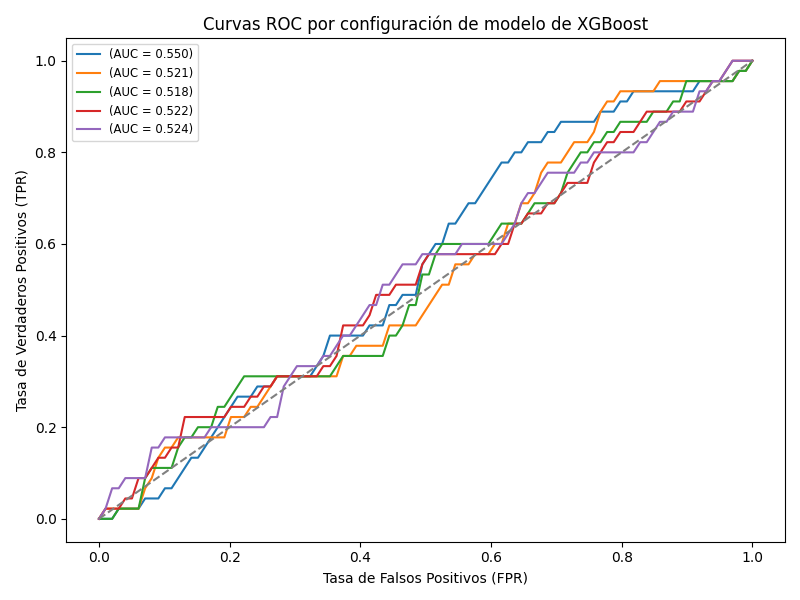 Curvas ROC por configuración de modelo de XGBoost
(AUC = 0.550)
(AUC = 0.521)
(AUC = 0.518)
(AUC = 0.522)
(AUC = 0.524)
Tasa de Verdaderos Positivos (TPR)
1.0
0.8
0.6
0.4
0.2
0.0
0.0 0.2 0.4 0.6 0.8 1.0
Tasa de Falsos Positivos (FPR)